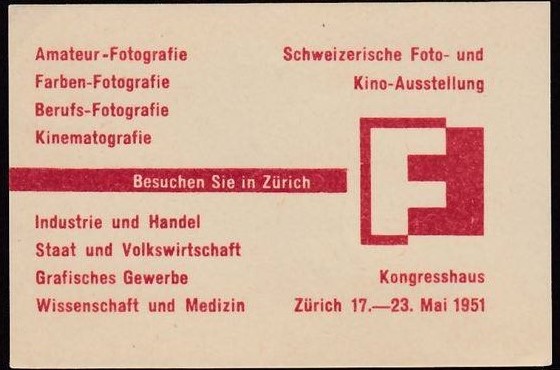 Amateur-Fotografie
Farben-Fotografie
Berufs-Fotografie
Kinematografie
Schweizerische Foto- und
Kino-Ausstellung
F
Besuchen Sie in Zürich
Industrie und Handel
Staat und Volkswirtschaft
Grafisches Gewerbe
Wissenschaft und Medizin
Kongresshaus
Zürich 17.—23. Mai 1951